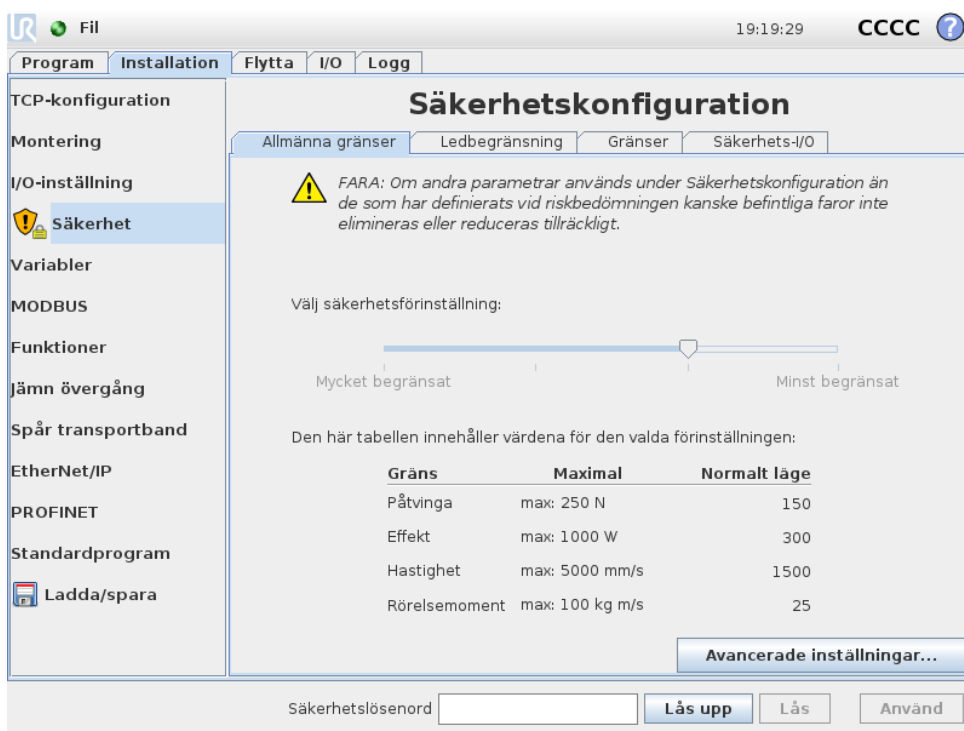 UR Fil 19:19:29 CCCC ?
Program Installation Flytta I/O Logg
TCP-konfiguration
Montering
I/O-inställning
Säkerhet
Variabler
MODBUS
Funktioner
Jämn övergång
Spår transportband
EtherNet/IP
PROFINET
Standardprogram
Ladda/spara
Säkerhetskonfiguration
Allmänna gränser Ledbegränsning Gränser Säkerhets-I/O
FARA: Om andra parametrar används under Säkerhetskonfiguration än
de som har definierats vid riskbedömningen kanske befintliga faror inte
elimineras eller reduceras tillräckligt.
Välj säkerhetsförinställning:
Mycket begränsat Minst begränsat
Den här tabellen innehåller värdena för den valda förinställningen:
Gräns Maximal Normalt läge
Påtvinga max: 250 N 150
Effekt max: 1000 W 300
Hastighet max: 5000 mm/s 1500
Rörelsemoment max: 100 kg m/s 25
Avancerade inställningar...
Säkerhetslösenord Lås upp Lås Använd